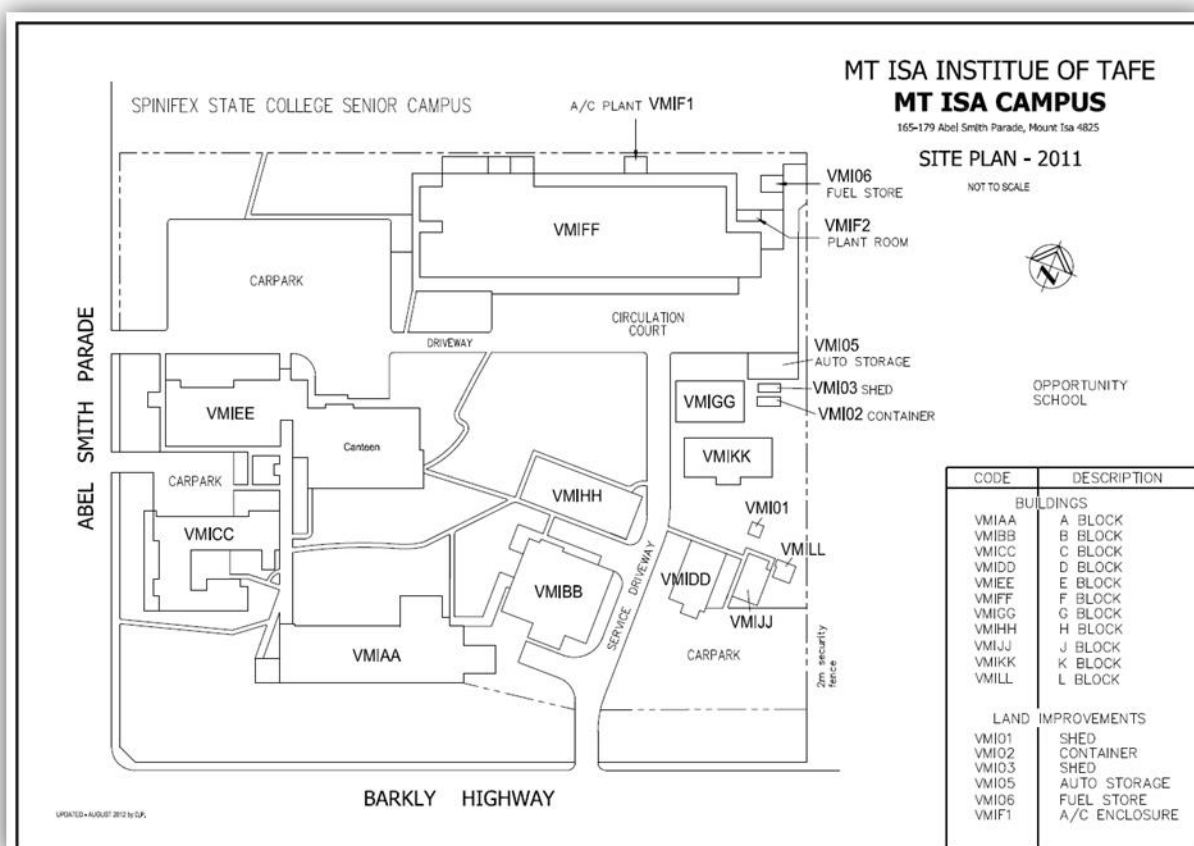 MT ISA INSTITUE OF TAFE
MT ISA CAMPUS
165-179 Abel Smith Parade, Mount Isa 4825
SITE PLAN - 2011
NOT TO SCALE
SPINIFEX STATE COLLEGE SENIOR CAMPUS
A/C PLANT VMIF1
VMI06
FUEL STORE
VMIF2
PLANT ROOM
VMIFF
CARPARK
CIRCULATION
COURT
DRIVEWAY
ABEL SMITH PARADE
VMI05
AUTO STORAGE
VMI03 SHED
VMI02 CONTAINER
OPPORTUNITY
SCHOOL
VMIEE
VMIGG
Canteen
VMIKK
CARPARK
VMIHH
VMI01
VMICC
VMILL
VMIDD
VMIBB
VMIJJ
SERVICE DRIVEWAY
VMIAA
CARPARK
2m security
fence
BARKLY HIGHWAY
UPDATED - AUGUST 2012 by D.P.
CODE DESCRIPTION
BUILDINGS
VMIAA A BLOCK
VMIBB B BLOCK
VMICC C BLOCK
VMIDD D BLOCK
VMIEE E BLOCK
VMIFF F BLOCK
VMIGG G BLOCK
VMIHH H BLOCK
VMIJJ J BLOCK
VMIKK K BLOCK
VMILL L BLOCK
LAND IMPROVEMENTS
VMI01 SHED
VMI02 CONTAINER
VMI03 SHED
VMI05 AUTO STORAGE
VMI06 FUEL STORE
VMIF1 A/C ENCLOSURE
N